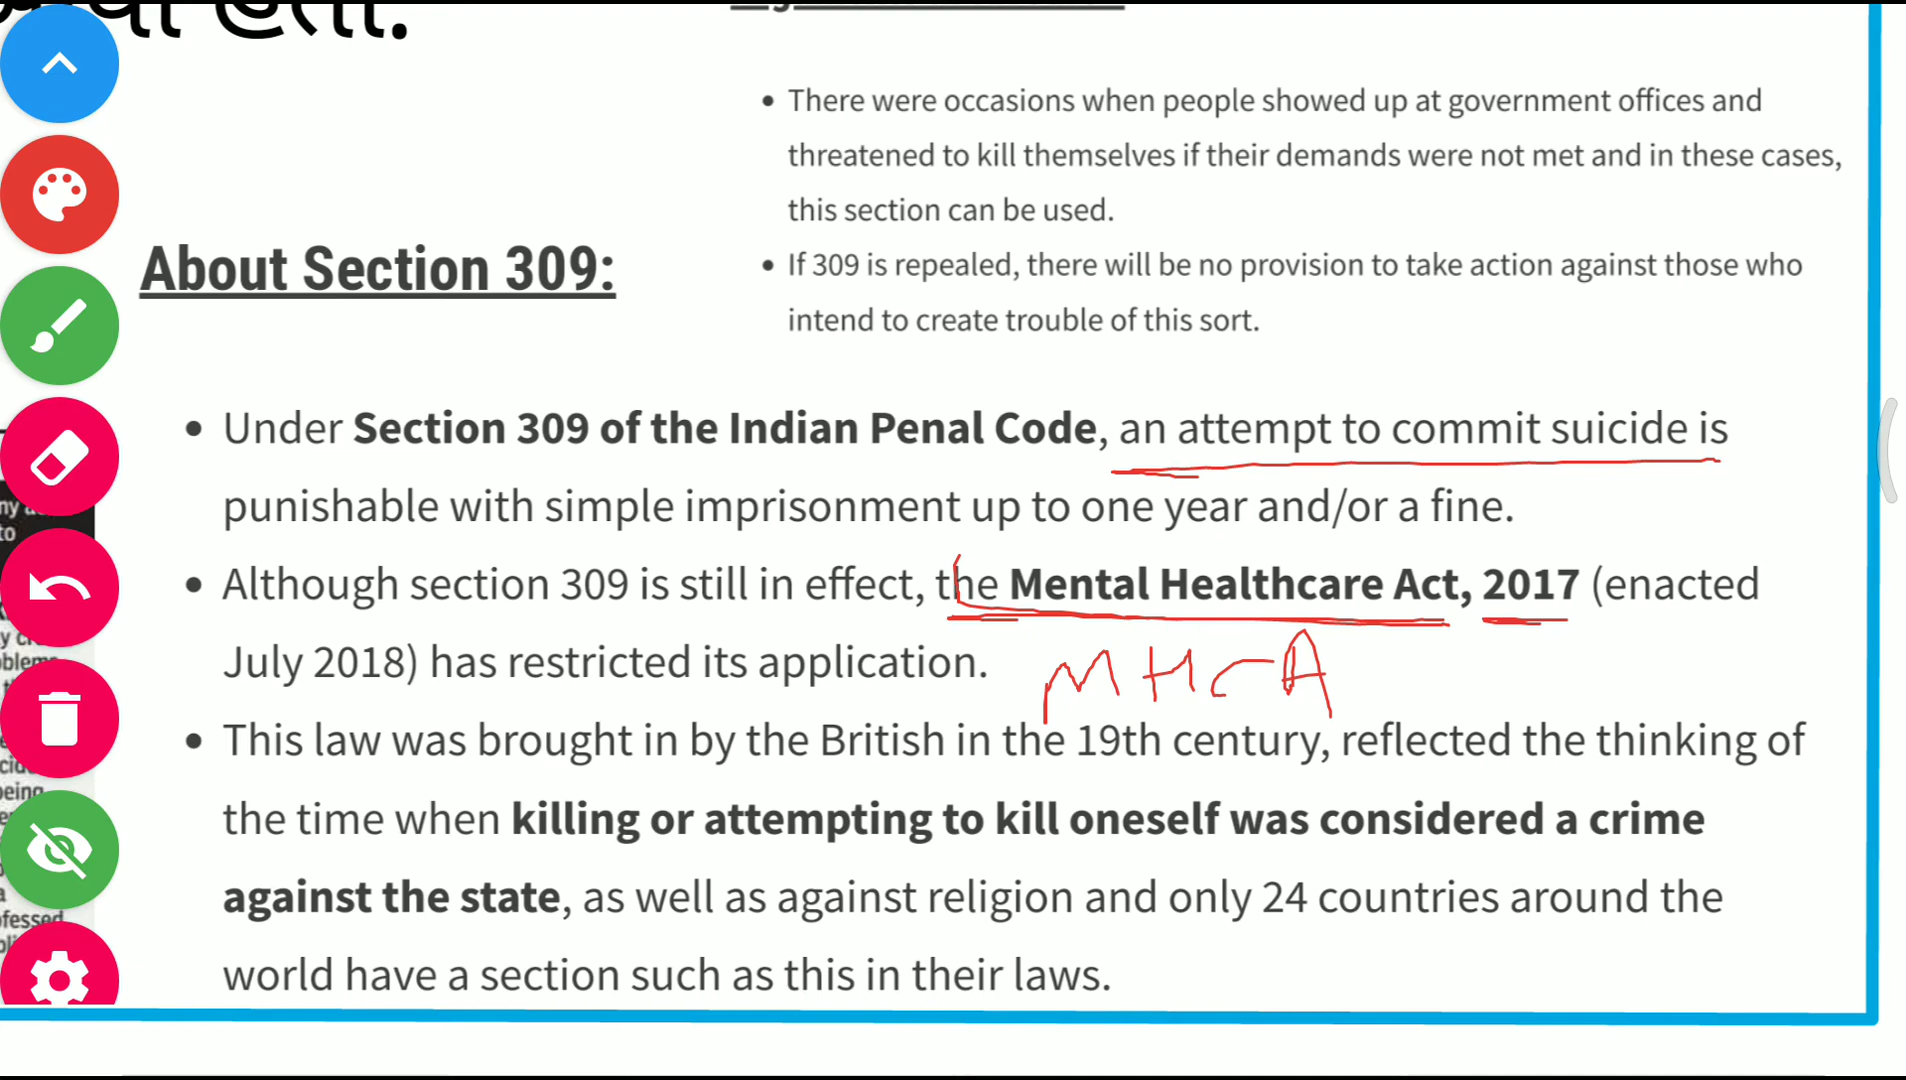 There were occasions when people showed up at government offices and
threatened to kill themselves if their demands were not met and in these cases,
this section can be used.
If 309 is repealed, there will be no provision to take action against those who
intend to create trouble of this sort.
About Section 309:
Under Section 309 of the Indian Penal Code, an attempt to commit suicide is
punishable with simple imprisonment up to one year and/or a fine.
Although section 309 is still in effect, the Mental Healthcare Act, 2017 (enacted
July 2018) has restricted its application.
MHCA
This law was brought in by the British in the 19th century, reflected the thinking of
the time when killing or attempting to kill oneself was considered a crime
against the state, as well as against religion and only 24 countries around the
world have a section such as this in their laws.